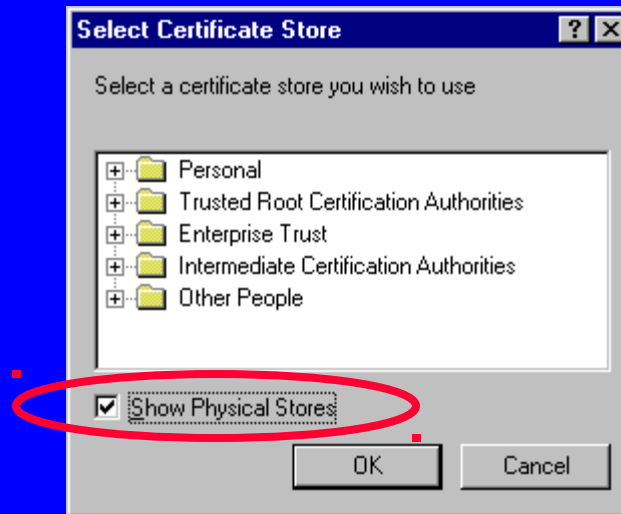 Select Certificate Store
Select a certificate store you wish to use
Personal
Trusted Root Certification Authorities
Enterprise Trust
Intermediate Certification Authorities
Other People
Show Physical Stores
OK Cancel